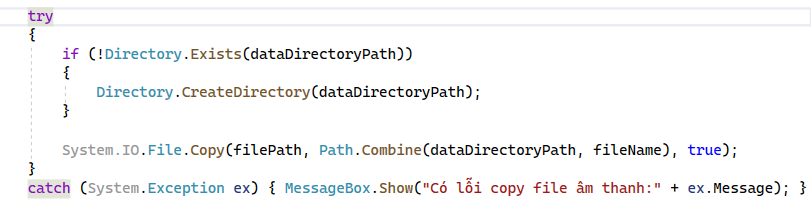 try
{
if (!Directory.Exists(dataDirectoryPath))
{
Directory.CreateDirectory(dataDirectoryPath);
}
System.IO.File.Copy(filePath, Path.Combine(dataDirectoryPath, fileName), true);
}
catch (System.Exception ex) { MessageBox.Show("Có lỗi copy file âm thanh:" + ex.Message); }